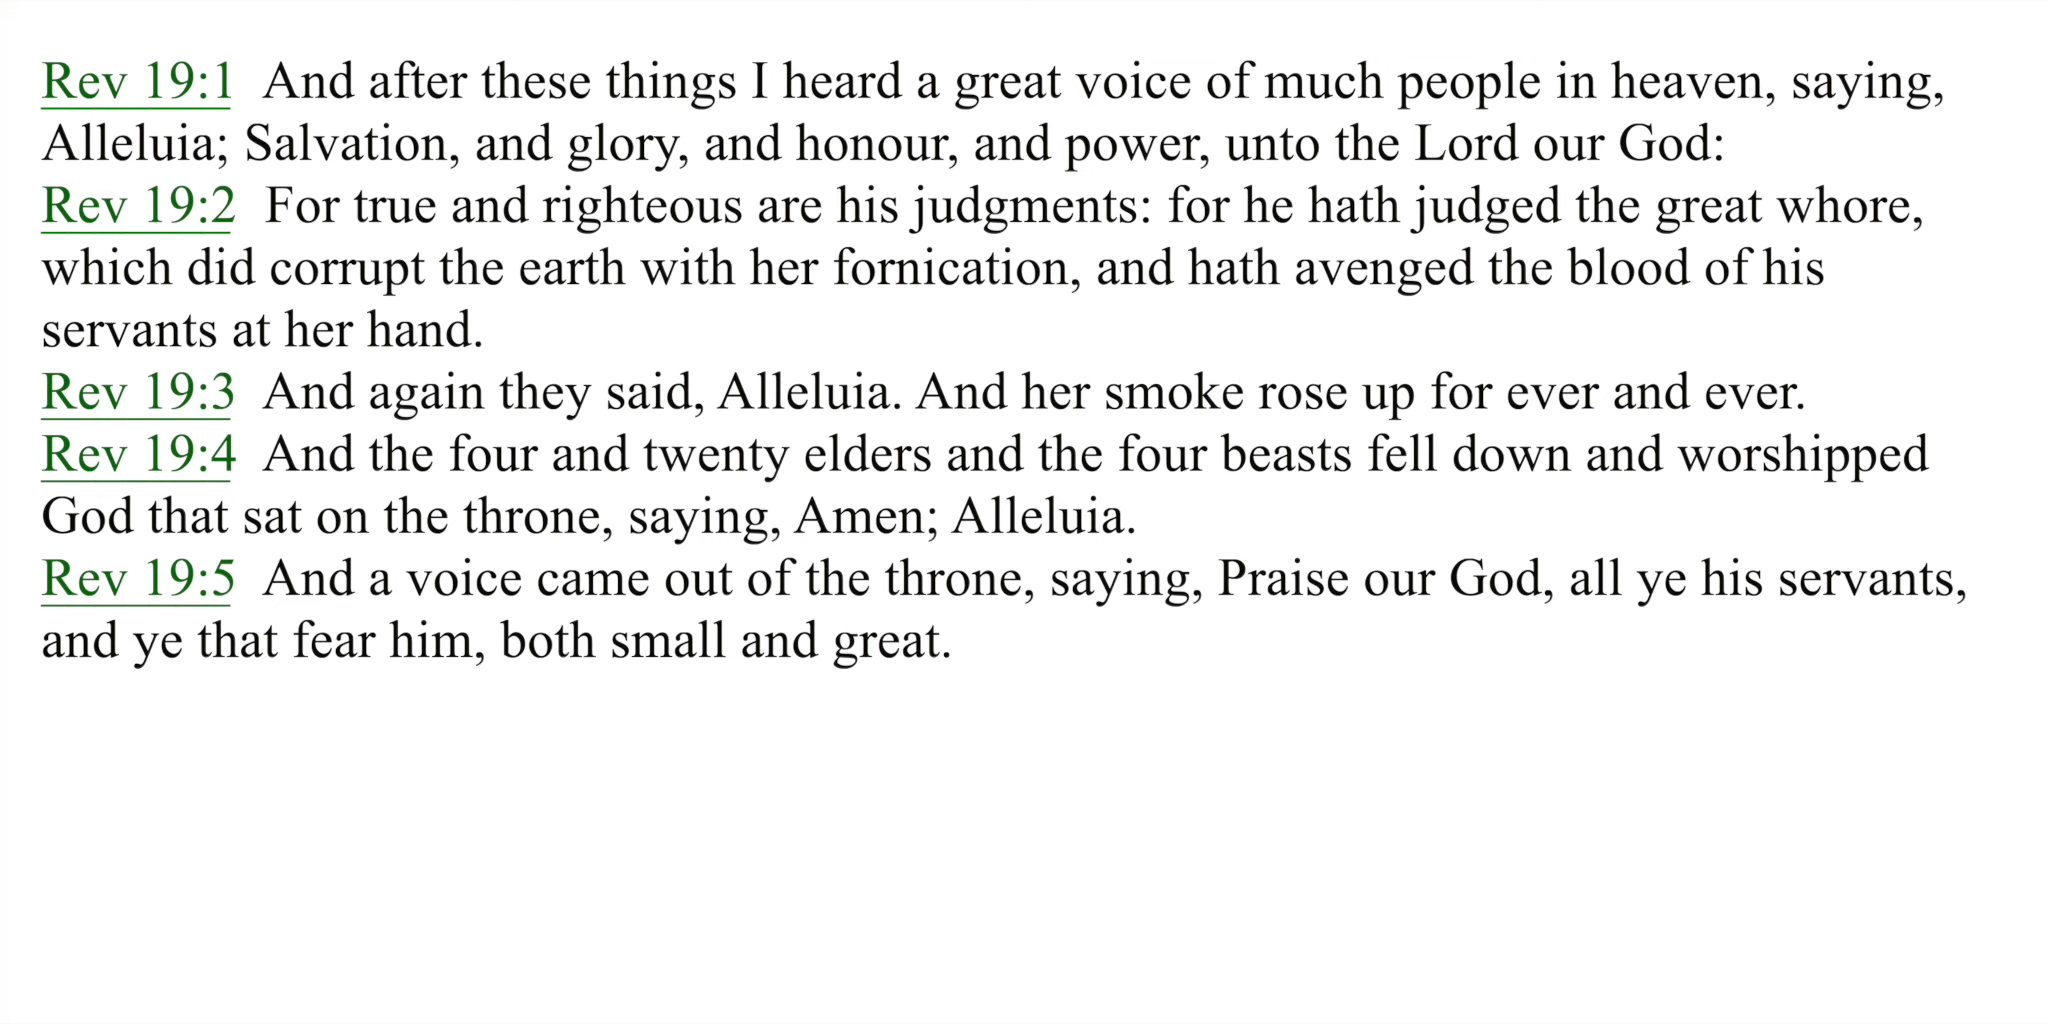 Rev 19:1 And after these things I heard a great voice of much people in heaven, saying,
Alleluia; Salvation, and glory, and honour, and power, unto the Lord our God:
Rev 19:2 For true and righteous are his judgments: for he hath judged the great whore,
which did corrupt the earth with her fornication, and hath avenged the blood of his
servants at her hand.
Rev 19:3 And again they said, Alleluia. And her smoke rose up for ever and ever.
Rev 19:4 And the four and twenty elders and the four beasts fell down and worshipped
God that sat on the throne, saying, Amen; Alleluia.
Rev 19:5 And a voice came out of the throne, saying, Praise our God, all ye his servants,
and ye that fear him, both small and great.